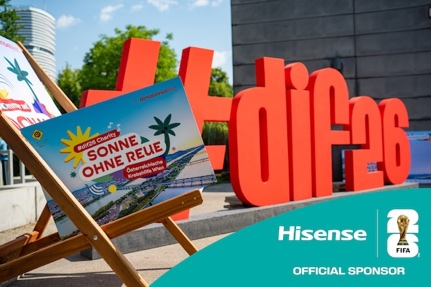 #dif26
#dif26 Charity
SONNE
OHNE REUE
Österreichische
Krebshilfe Wien
Hisense
FIFA
OFFICIAL SPONSOR